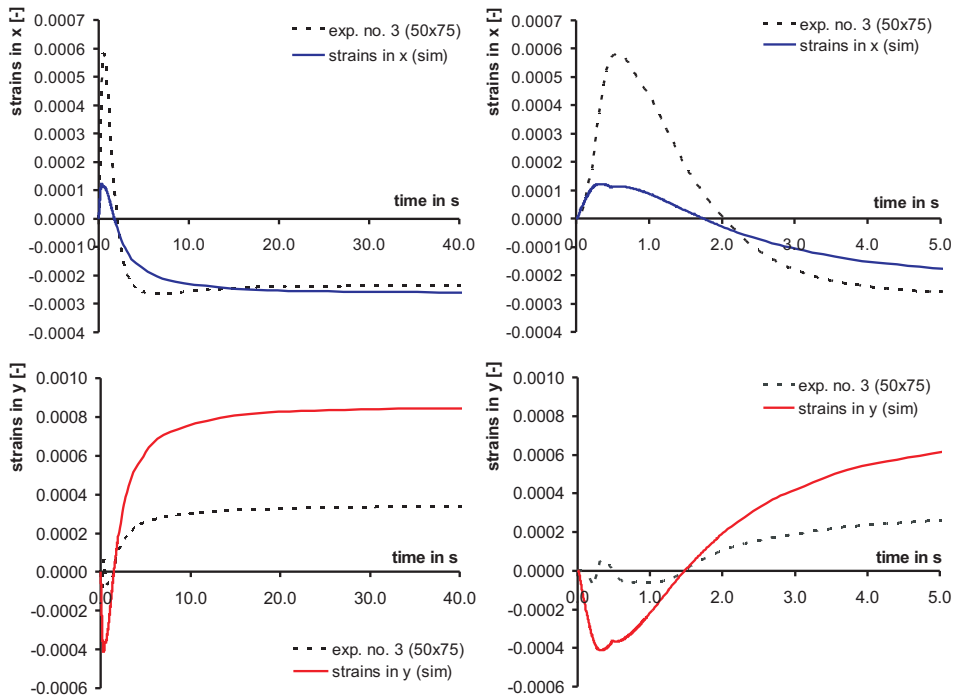 strains in x [-]
0.0007
0.0006
0.0005
0.0004
0.0003
0.0002
0.0001
0.0000
-0.0001
-0.0002
-0.0003
-0.0004
exp. no. 3 (50x75)
strains in x (sim)
time in s
0.0 10.0 20.0 30.0 40.0
strains in x [-]
0.0007
0.0006
0.0005
0.0004
0.0003
0.0002
0.0001
0.0000
-0.0001
-0.0002
-0.0003
-0.0004
exp. no. 3 (50x75)
strains in x (sim)
time in s
0.0 1.0 2.0 3.0 4.0 5.0
strains in y [-]
0.0010
0.0008
0.0006
0.0004
0.0002
0.0000
-0.0002
-0.0004
-0.0006
time in s
0.0 10.0 20.0 30.0 40.0
exp. no. 3 (50x75)
strains in y (sim)
strains in y [-]
0.0010
0.0008
0.0006
0.0004
0.0002
0.0000
-0.0002
-0.0004
-0.0006
exp. no. 3 (50x75)
strains in y (sim)
time in s
0.0 1.0 2.0 3.0 4.0 5.0